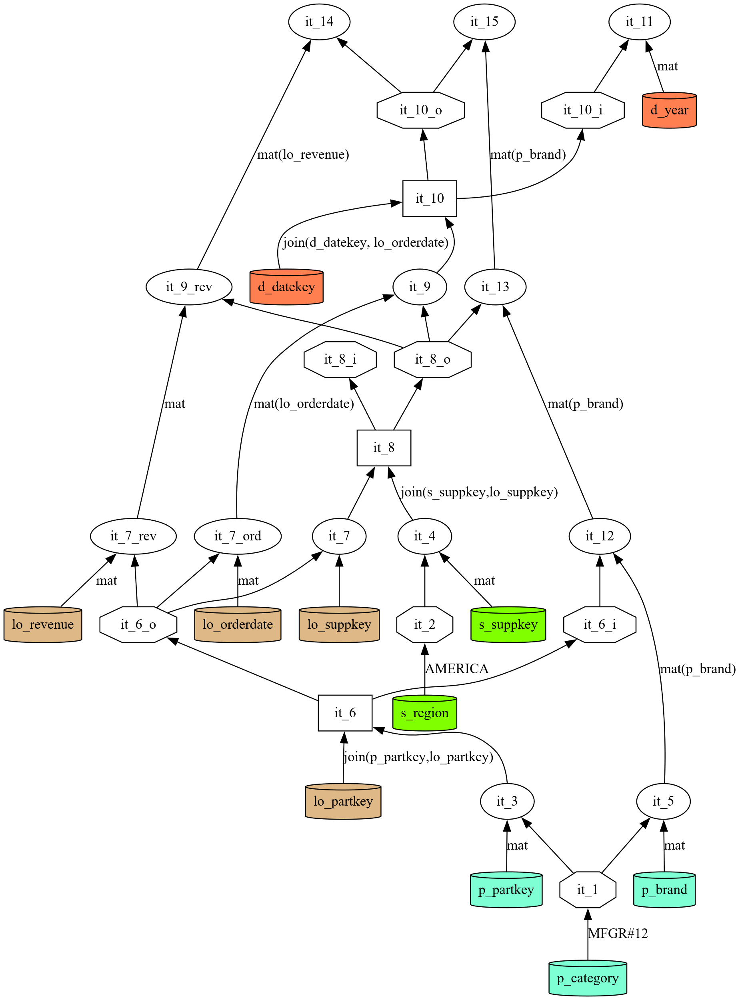 it_14
it_15
it_11
mat
it_10_o
it_10_i
d_year
mat(lo_revenue)
mat(p_brand)
it_10
join(d_datekey, lo_orderdate)
it_9_rev
d_datekey
it_9
it_13
it_8_i
it_8_o
mat
mat(lo_orderdate)
mat(p_brand)
it_8
join(s_suppkey,lo_suppkey)
it_7_rev
it_7_ord
it_7
it_4
it_12
mat
mat
mat
lo_revenue
it_6_o
lo_orderdate
lo_suppkey
it_2
s_suppkey
it_6_i
AMERICA
mat(p_brand)
it_6
s_region
join(p_partkey,lo_partkey)
lo_partkey
it_3
it_5
mat
mat
p_partkey
it_1
p_brand
MFGR#12
p_category